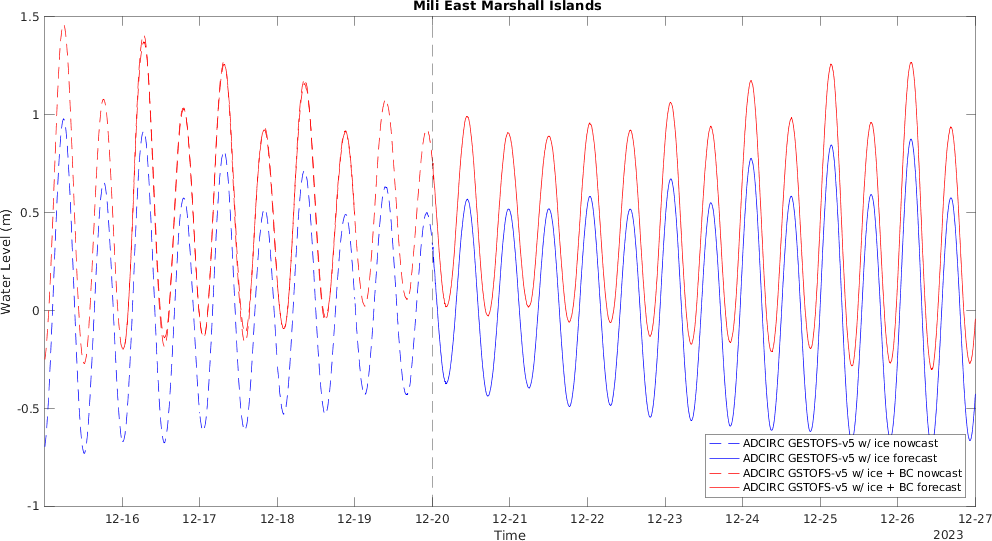 Mili East Marshall Islands
1.5
1
0.5
0
-0.5
-1
Water Level (m)
12-16 12-17 12-18 12-19 12-20 12-21 12-22 12-23 12-24 12-25 12-26 12-27
Time
2023
ADCIRC GESTOFS-v5 w/ ice nowcast
ADCIRC GESTOFS-v5 w/ ice forecast
ADCIRC GSTOFS-v5 w/ ice + BC nowcast
ADCIRC GSTOFS-v5 w/ ice + BC forecast